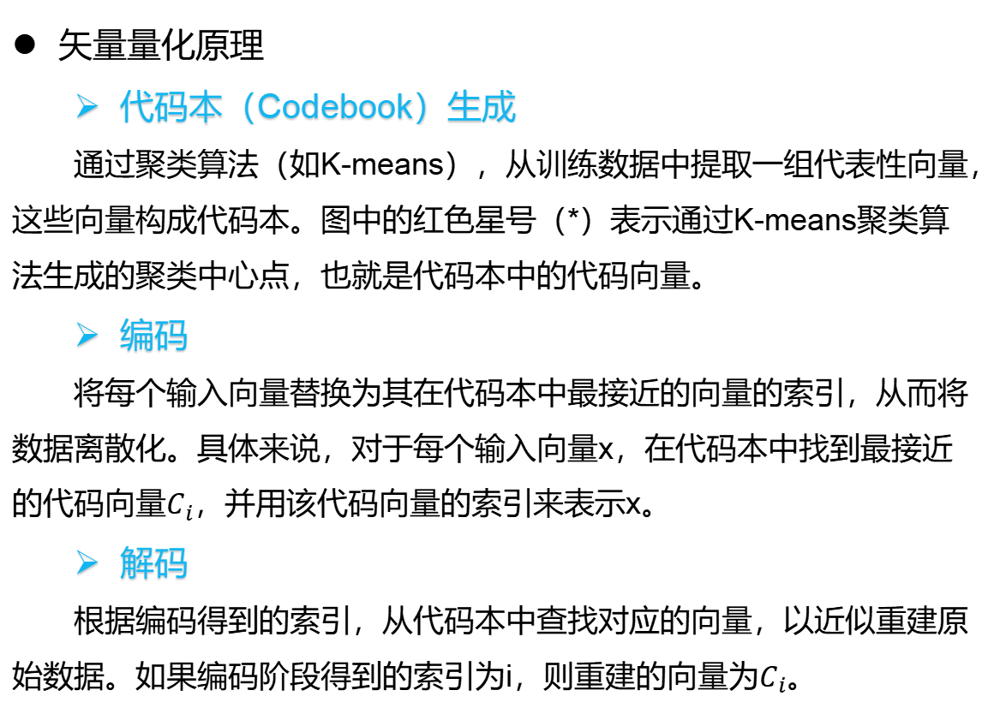 ● 矢量量化原理
➢ 代码本（Codebook）生成
通过聚类算法（如K-means），从训练数据中提取一组代表性向量，
这些向量构成代码本。图中的红色星号（*）表示通过K-means聚类算
法生成的聚类中心点，也就是代码本中的代码向量。
➢ 编码
将每个输入向量替换为其在代码本中最接近的向量的索引，从而将
数据离散化。具体来说，对于每个输入向量x，在代码本中找到最接近
的代码向量C_i，并用该代码向量的索引来表示x。
➢ 解码
根据编码得到的索引，从代码本中查找对应的向量，以近似重建原
始数据。如果编码阶段得到的索引为i，则重建的向量为C_i。